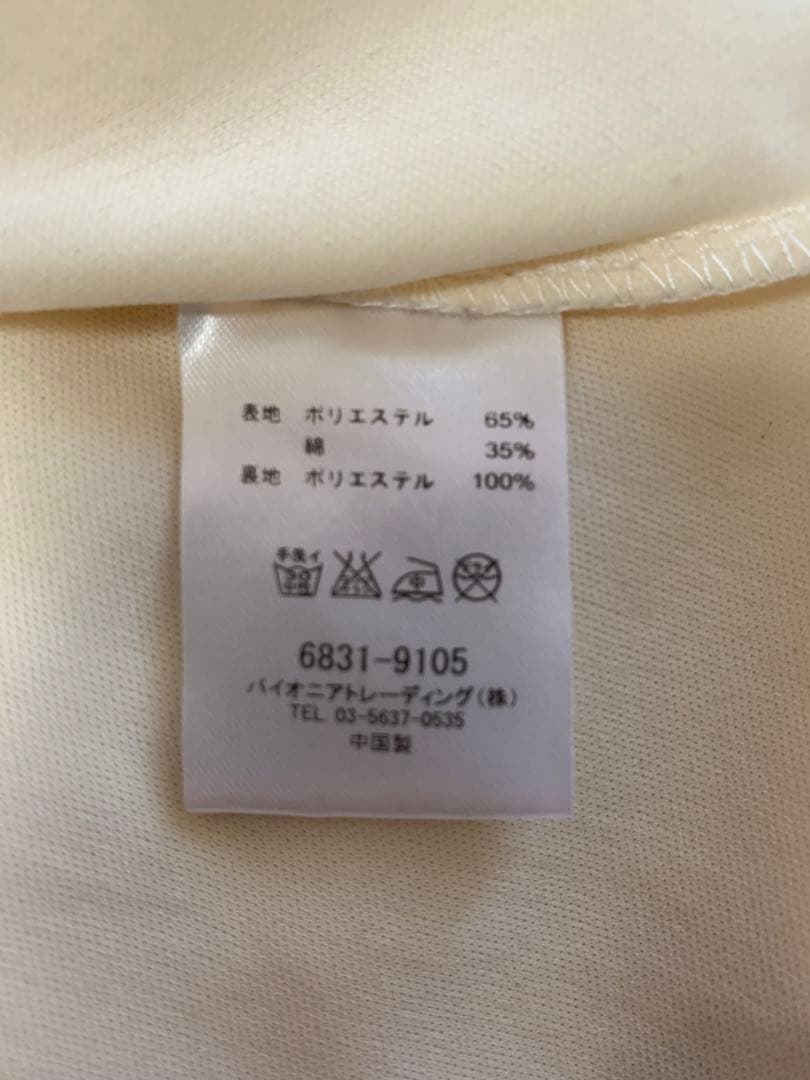 表地 ポリエステル 65%
綿 35%
裏地 ポリエステル 100%
手洗イ
中
6831-9105
パイオニアトレーディング(株)
TEL 03-5637-0535
中国製